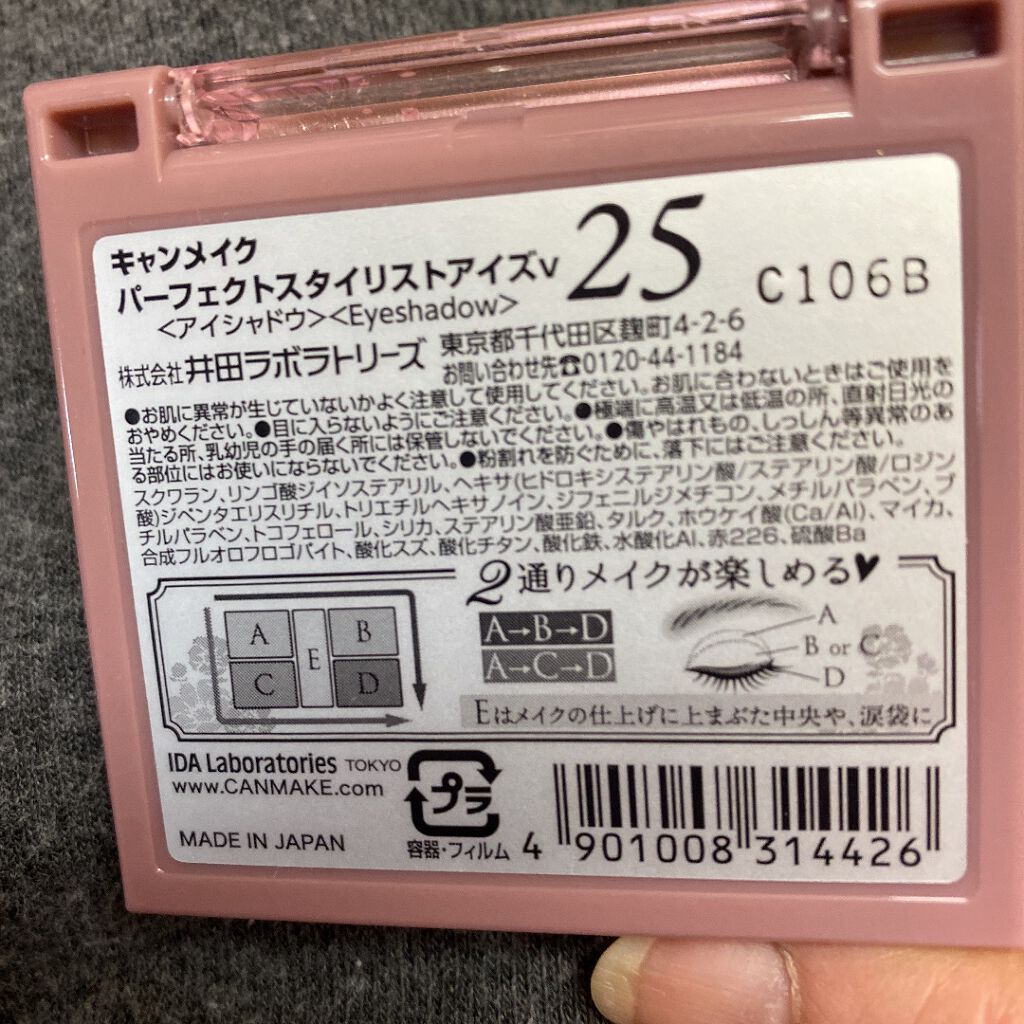 キャンメイク
パーフェクトスタイリストアイズv
25
C106B
<アイシャドウ><Eyeshadow>
株式会社 井田ラボラトリーズ
東京都千代田区麹町4-2-6
お問い合わせ先☎0120-44-1184
●お肌に異常が生じていないかよく注意して使用してください。お肌に合わないときはご使用を
おやめください。●目に入らないようにご注意ください。●極端に高温又は低温の所、直射日光の
当たる所、乳幼児の手の届く所には保管しないでください。●傷やはれもの、しっしん等異常のあ
る部位にはお使いにならないでください。●粉割れを防ぐために、落下にはご注意ください。
スクワラン、リンゴ酸ジイソステアリル、ヘキサ(ヒドロキシステアリン酸/ステアリン酸/ロジン
酸)ジペンタエリスリチル、トリエチルヘキサノイン、ジフェニルジメチコン、メチルパラベン、ブ
チルパラベン、トコフェロール、シリカ、ステアリン酸亜鉛、タルク、ホウケイ酸(Ca/Al)、マイカ、
合成フルオロフロゴパイト、酸化スズ、酸化チタン、酸化鉄、水酸化Al、赤226、硫酸Ba
2通りメイクが楽しめる♥
A B
E
C D
A→B→D
A→C→D
A
B or C
D
Eはメイクの仕上げに上まぶた中央や、涙袋に
IDA Laboratories TOKYO
www.CANMAKE.com
MADE IN JAPAN
プラ
容器・フィルム
4 901008 314426